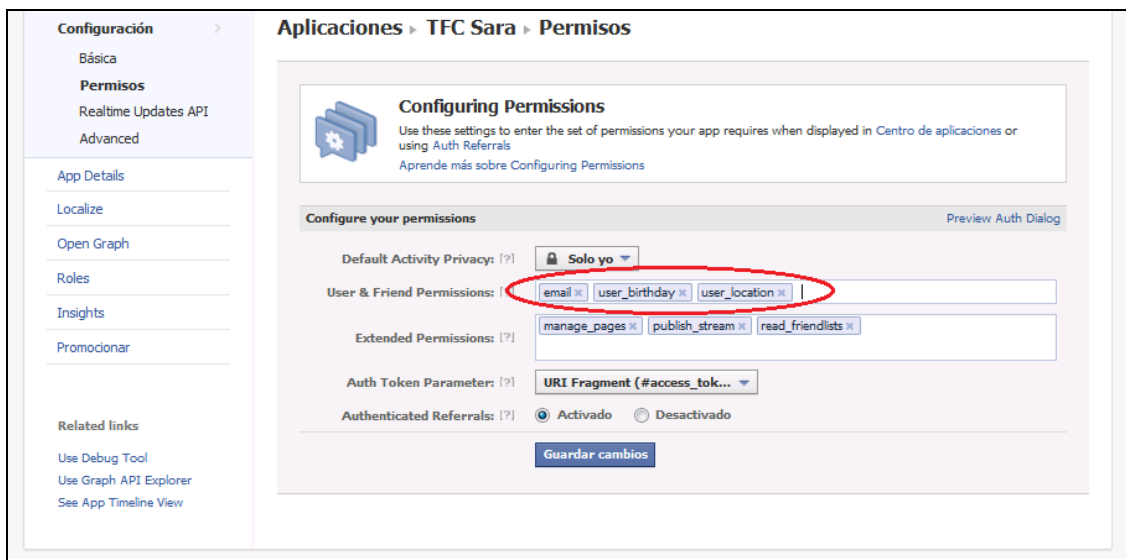 Configuración
Básica
Permisos
Realtime Updates API
Advanced
App Details
Localize
Open Graph
Roles
Insights
Promocionar
Related links
Use Debug Tool
Use Graph API Explorer
See App Timeline View
Aplicaciones ▸ TFC Sara ▸ Permisos
Configuring Permissions
Use these settings to enter the set of permissions your app requires when displayed in Centro de aplicaciones or
using Auth Referrals
Aprende más sobre Configuring Permissions
Configure your permissions Preview Auth Dialog
Default Activity Privacy: [?] Solo yo
User & Friend Permissions: [?] email × user_birthday × user_location ×
Extended Permissions: [?] manage_pages × publish_stream × read_friendlists ×
Auth Token Parameter: [?] URI Fragment (#access_tok...
Authenticated Referrals: [?] Activado Desactivado
Guardar cambios